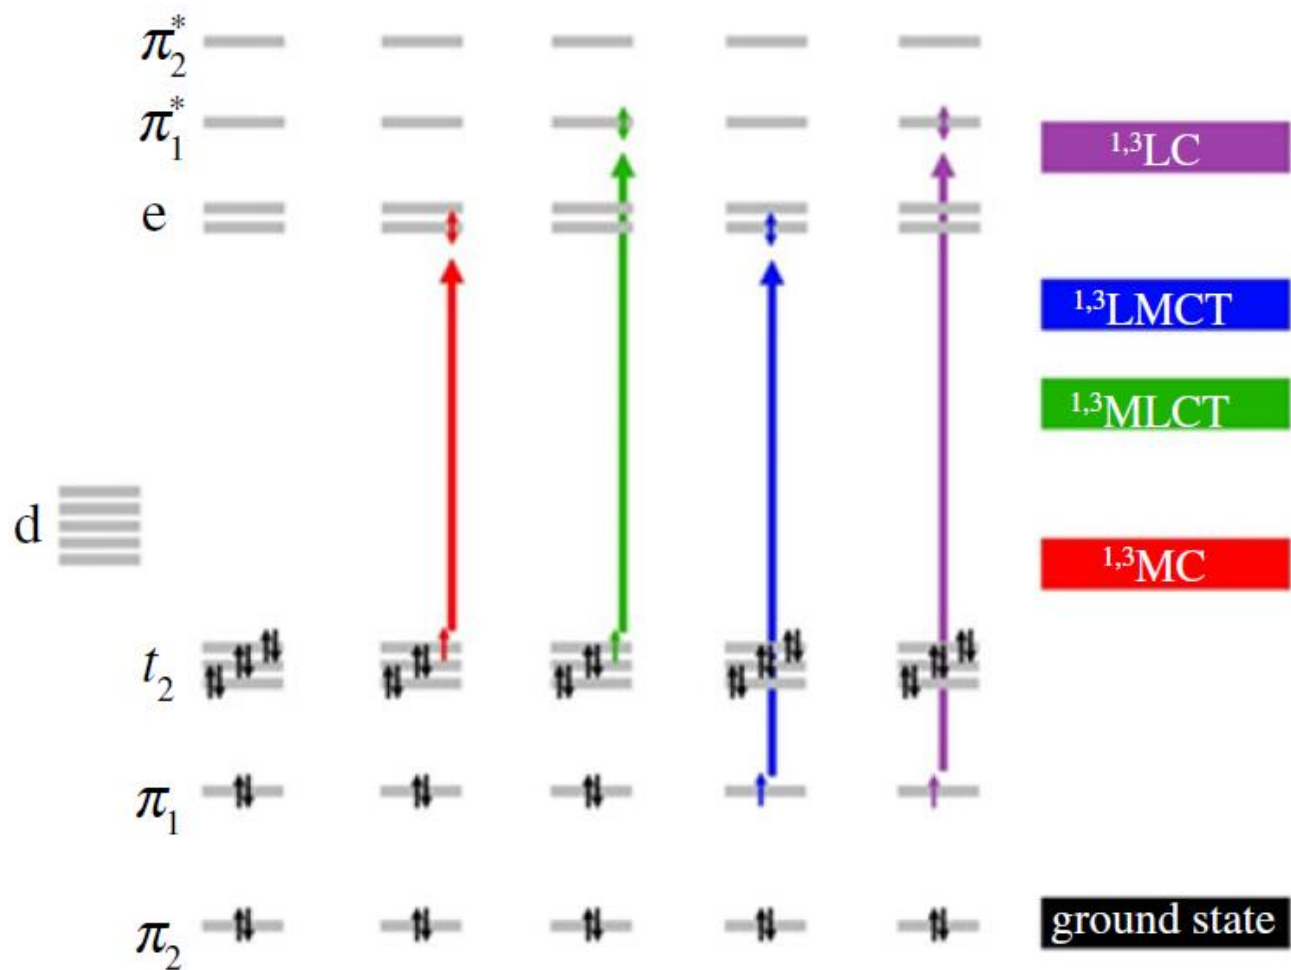 π₂*
π₁*
e
d
t₂
π₁
π₂
¹,³LC
¹,³LMCT
¹,³MLCT
¹,³MC
ground state